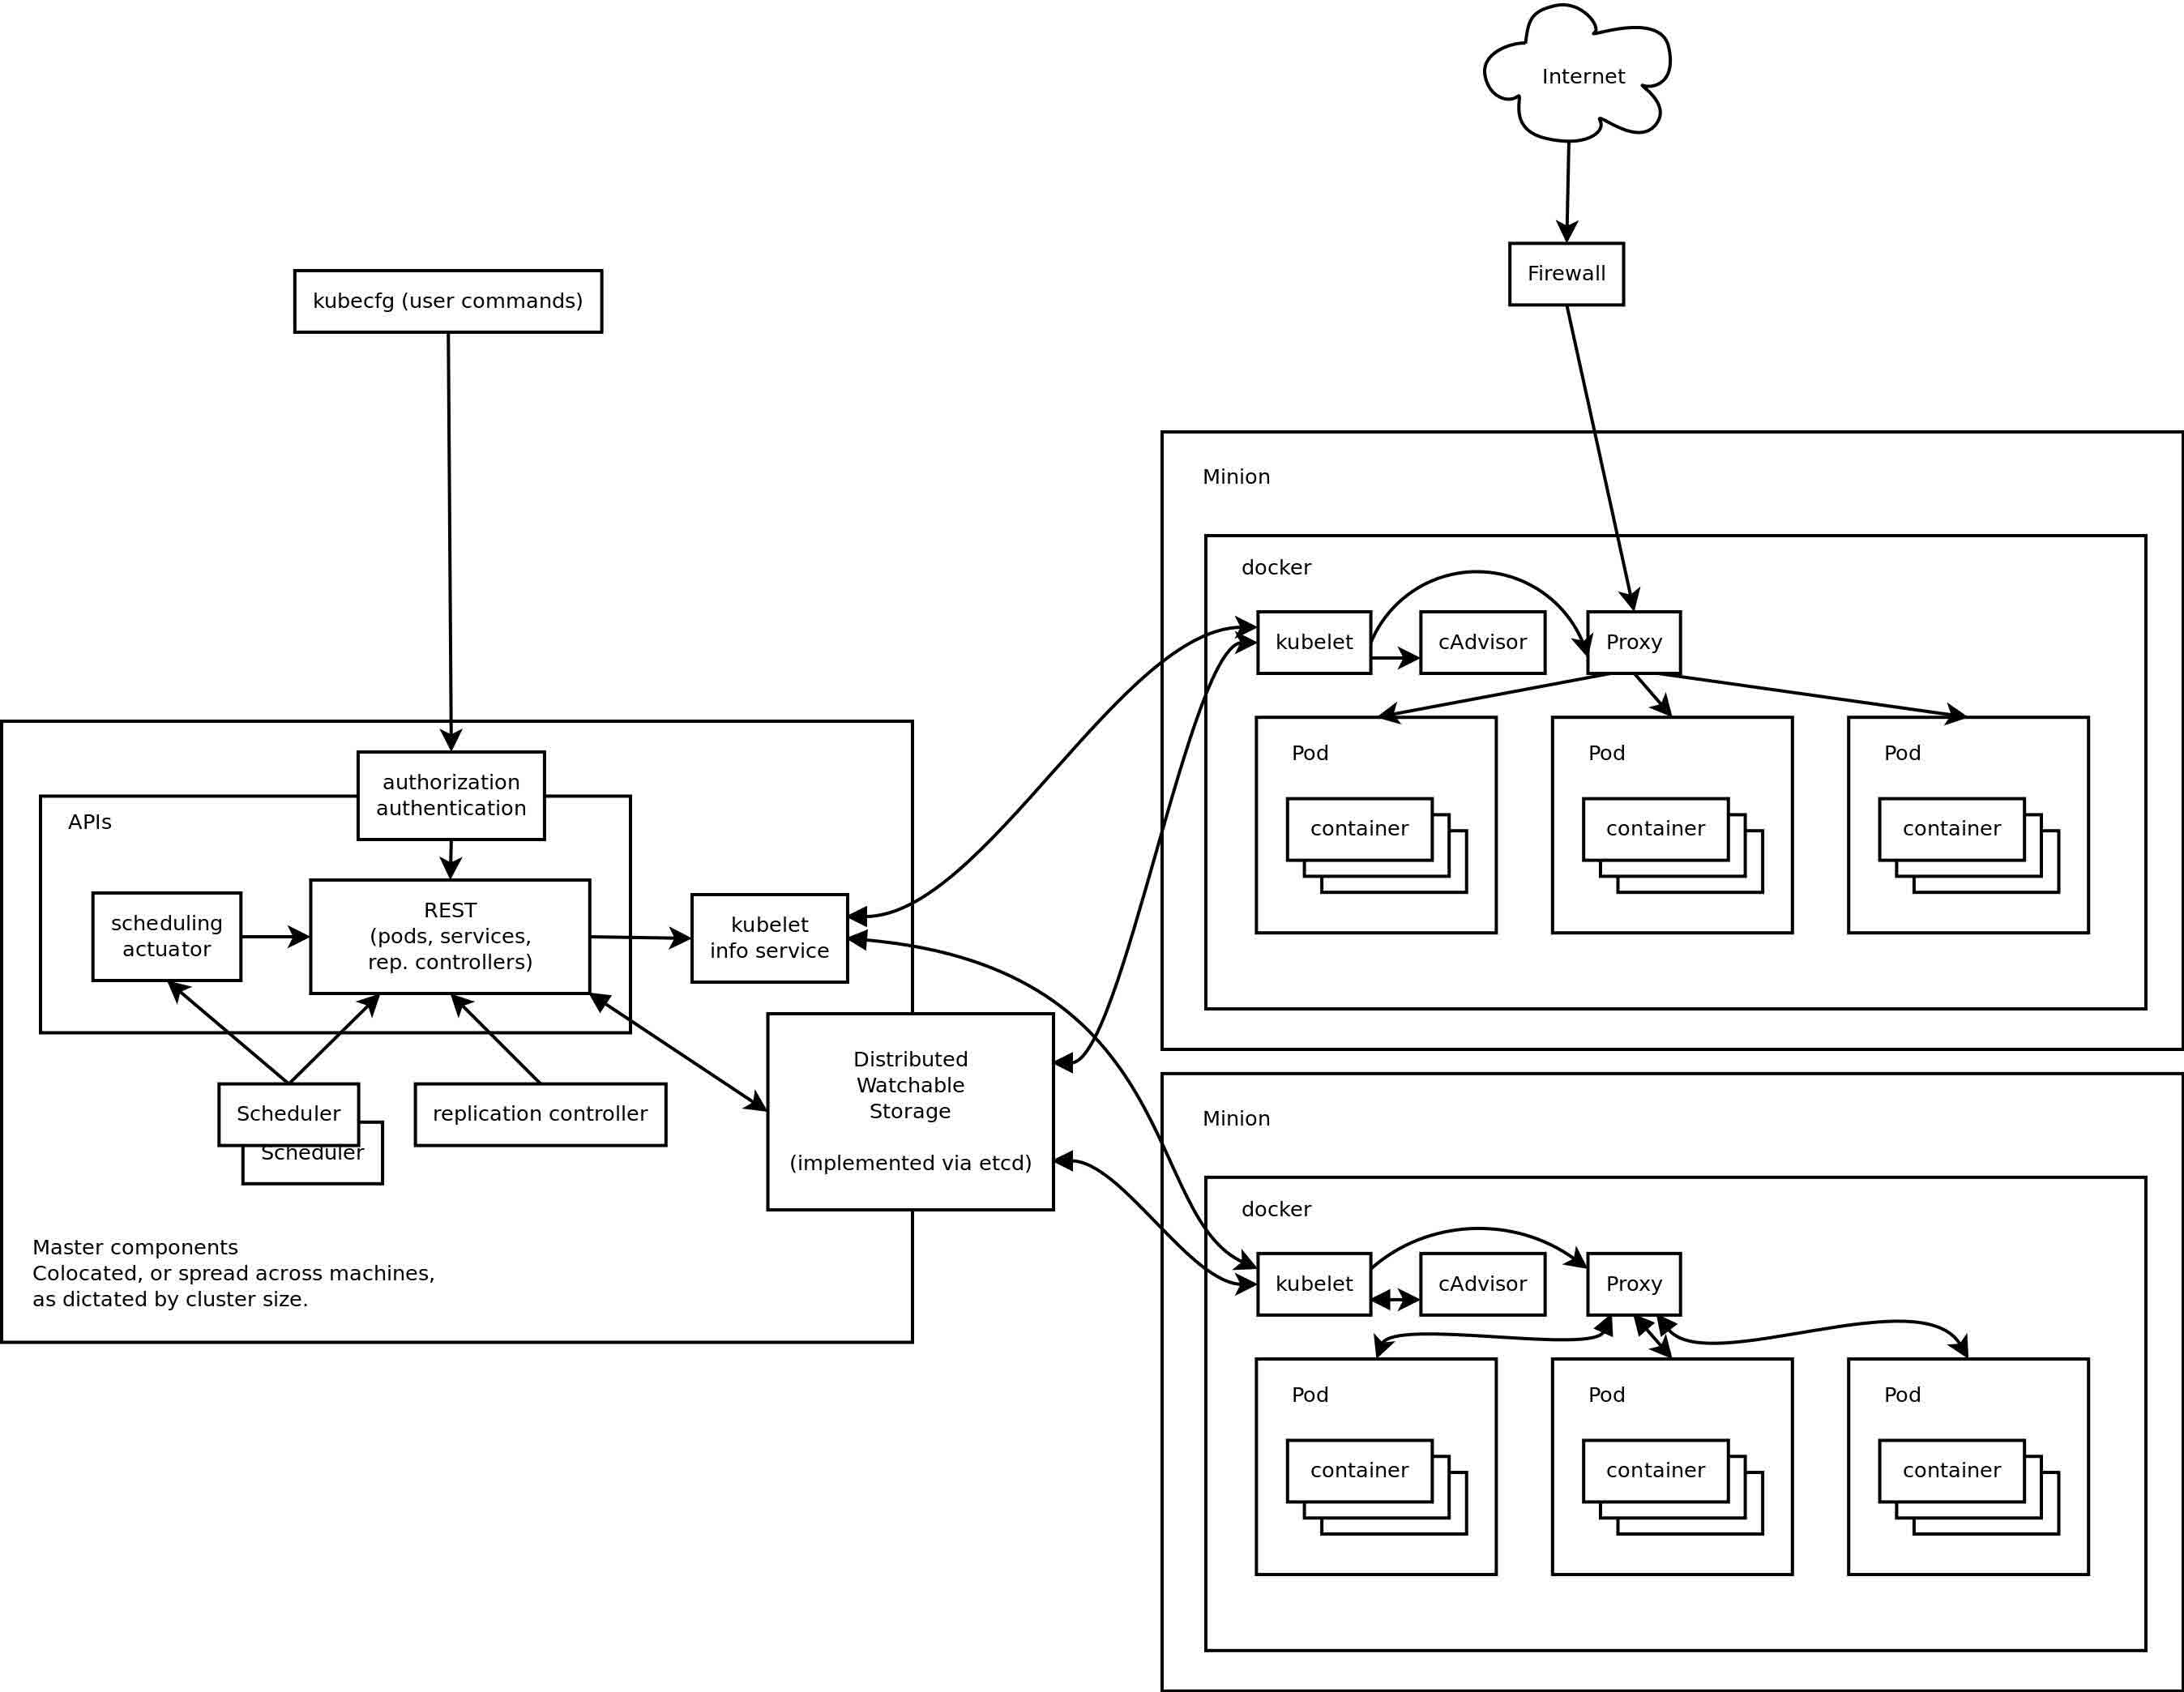 Internet
Firewall
kubecfg (user commands)
Minion
docker
kubelet
cAdvisor
Proxy
Pod
Pod
Pod
container
container
container
authorization
authentication
APIs
scheduling
actuator
REST
(pods, services,
rep. controllers)
kubelet
info service
Distributed
Watchable
Storage
(implemented via etcd)
Scheduler
Scheduler
replication controller
Master components
Colocated, or spread across machines,
as dictated by cluster size.
Minion
docker
kubelet
cAdvisor
Proxy
Pod
Pod
Pod
container
container
container